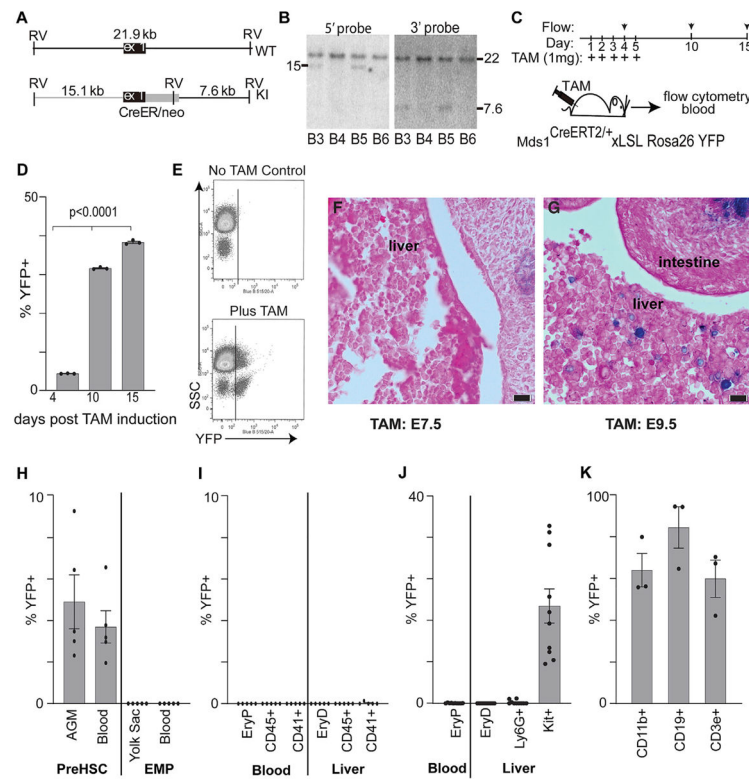 A
RV 21.9 kb RV
ex I
WT
RV 15.1 kb RV 7.6 kb RV
ex I
KI
CreER/neo
B
5' probe 3' probe
15
22
7.6
B3 B4 B5 B6 B3 B4 B5 B6
C
Flow:
Day: 1 2 3 4 5 10 15
TAM (1mg) + + + + +
TAM
flow cytometry
blood
Mds1CreERT2/+xLSL Rosa26 YFP
D
50
p<0.0001
% YFP+
0
4 10 15
days post TAM induction
E
No TAM Control
Plus TAM
SSC
YFP
F
liver
TAM: E7.5
G
intestine
liver
TAM: E9.5
H
10
% YFP+
0
AGM Blood Yolk Sac Blood
PreHSC EMP
I
10
% YFP+
0
EryP CD45+ CD41+ EryD CD45+ CD41+
Blood Liver
J
40
% YFP+
0
EryP EryD Ly6G+ Kit+
Blood Liver
K
100
% YFP+
0
CD11b+ CD19+ CD3e+